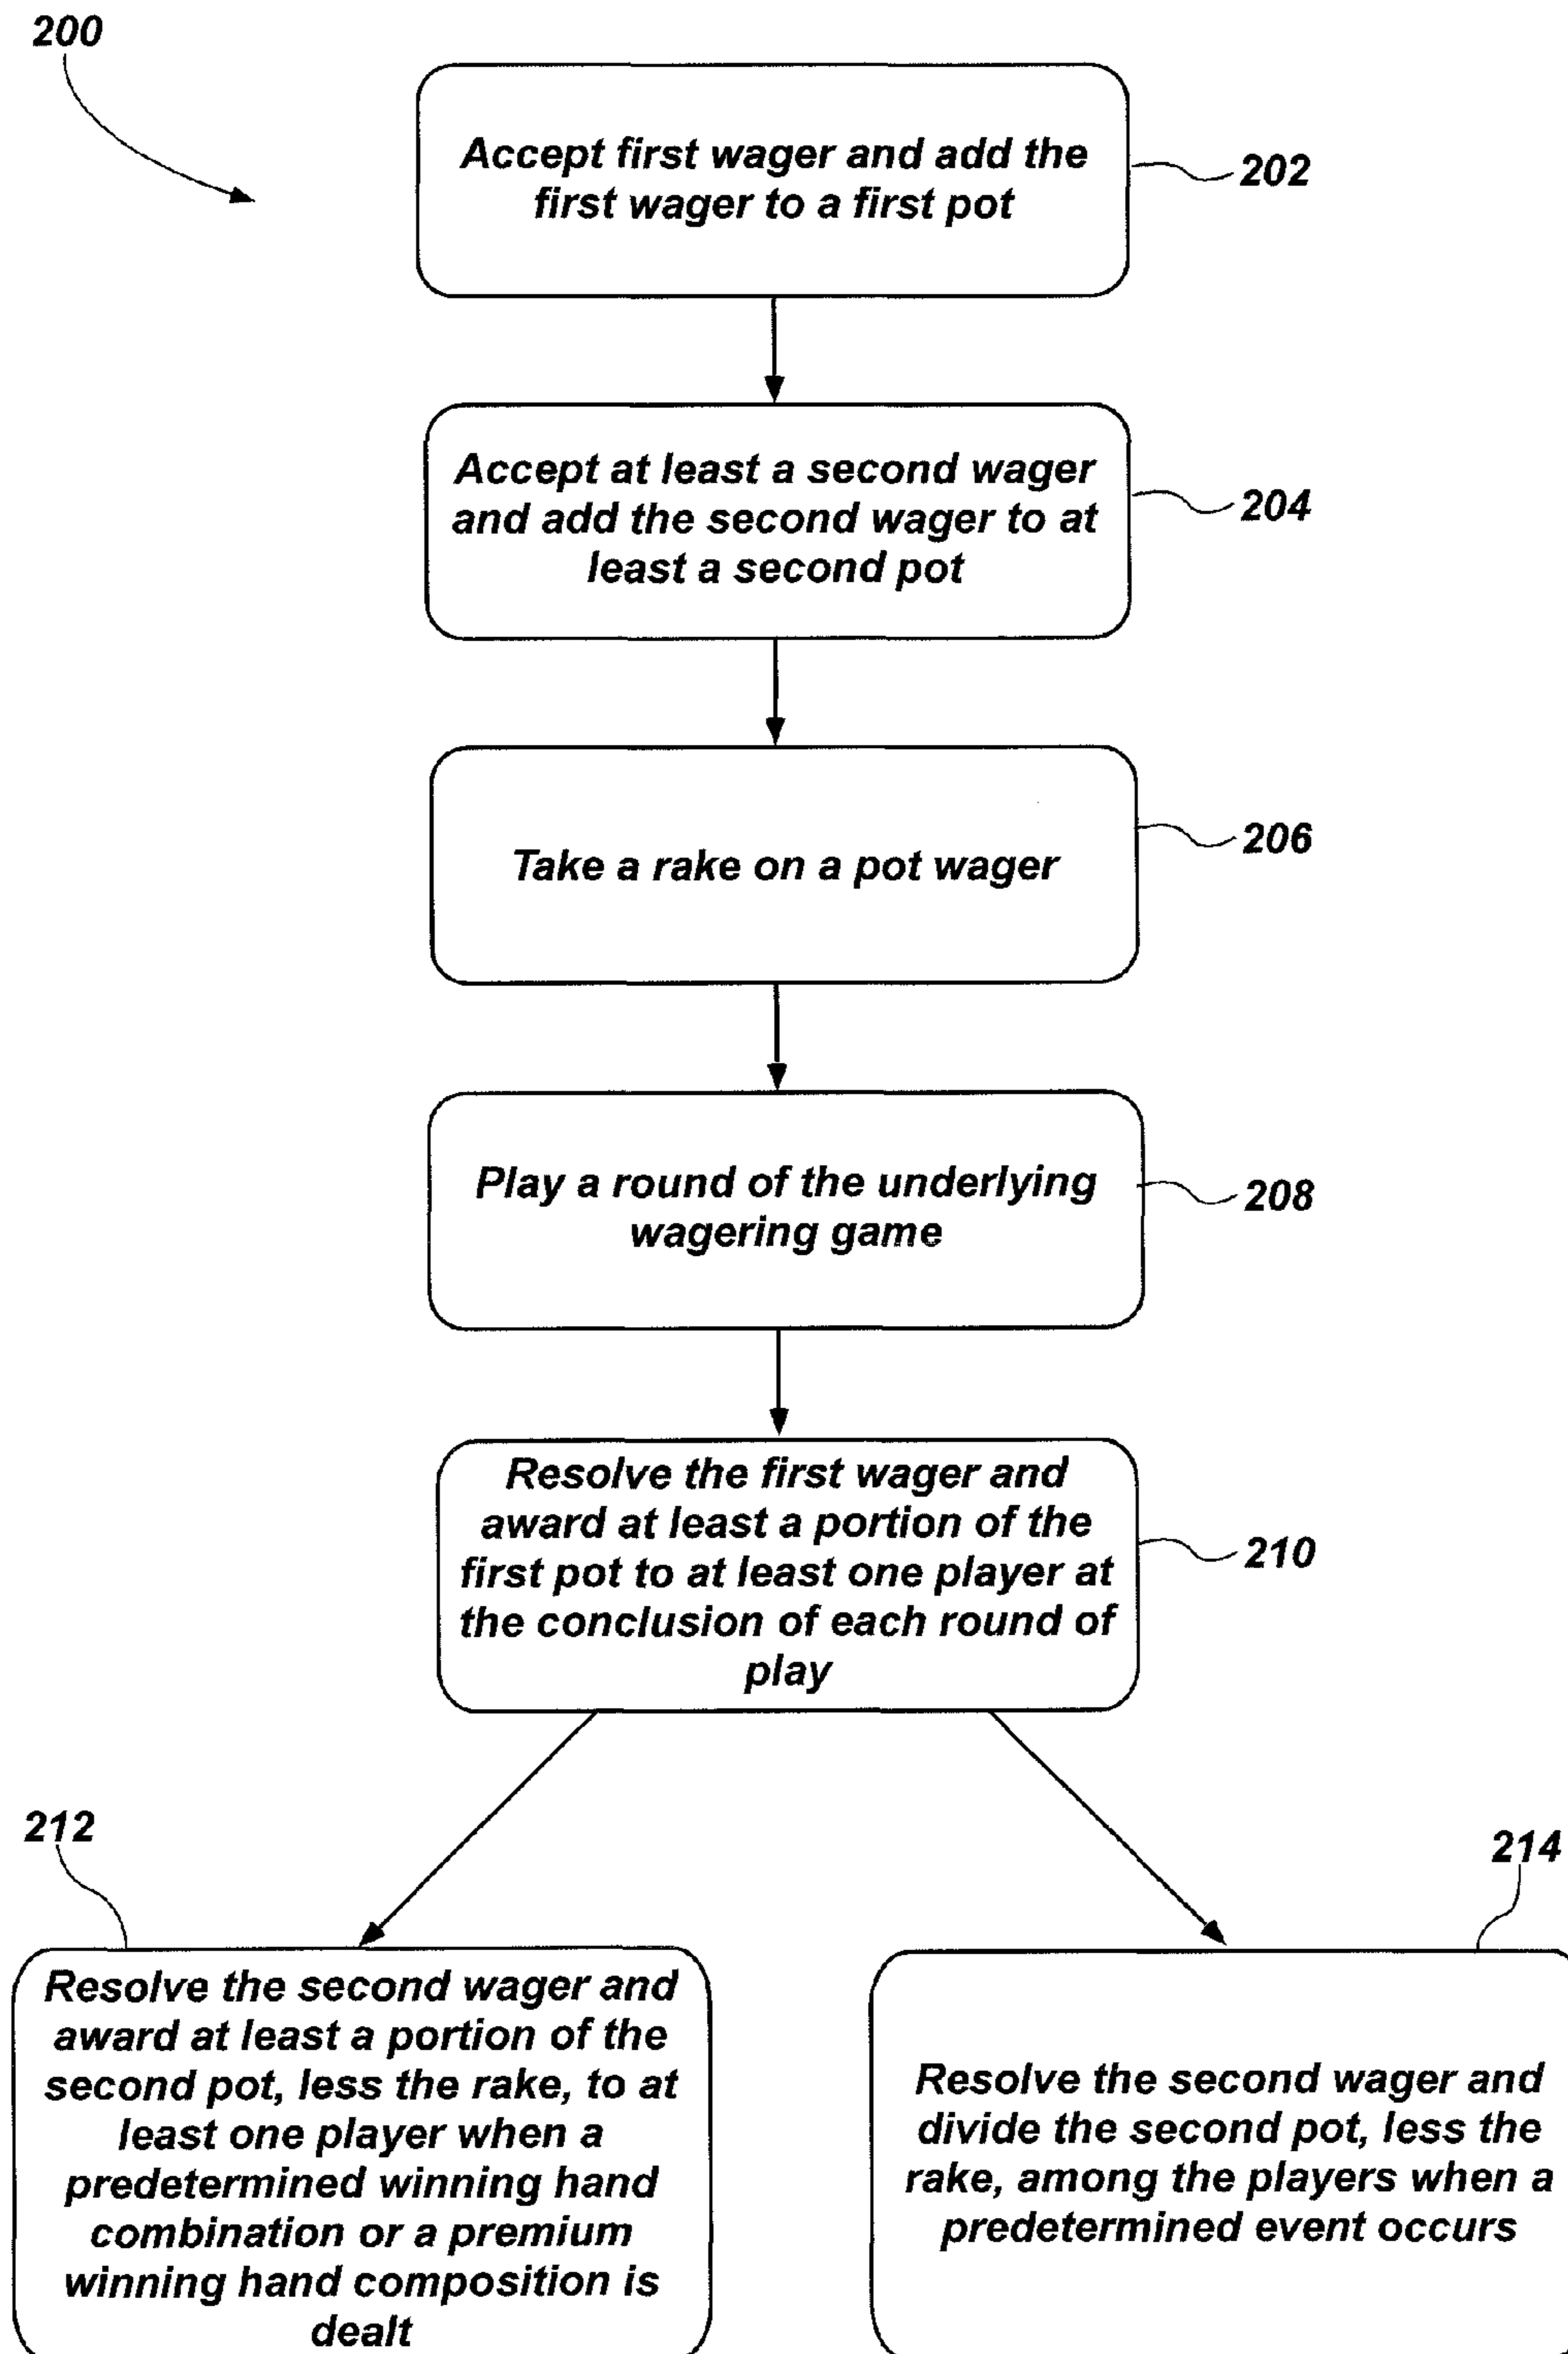 200
Accept first wager and add the
first wager to a first pot
202
Accept at least a second wager
and add the second wager to at
least a second pot
204
Take a rake on a pot wager
206
Play a round of the underlying
wagering game
208
Resolve the first wager and
award at least a portion of the
first pot to at least one player at
the conclusion of each round of
play
210
212
Resolve the second wager and
award at least a portion of the
second pot, less the rake, to at
least one player when a
predetermined winning hand
combination or a premium
winning hand composition is
dealt
214
Resolve the second wager and
divide the second pot, less the
rake, among the players when a
predetermined event occurs